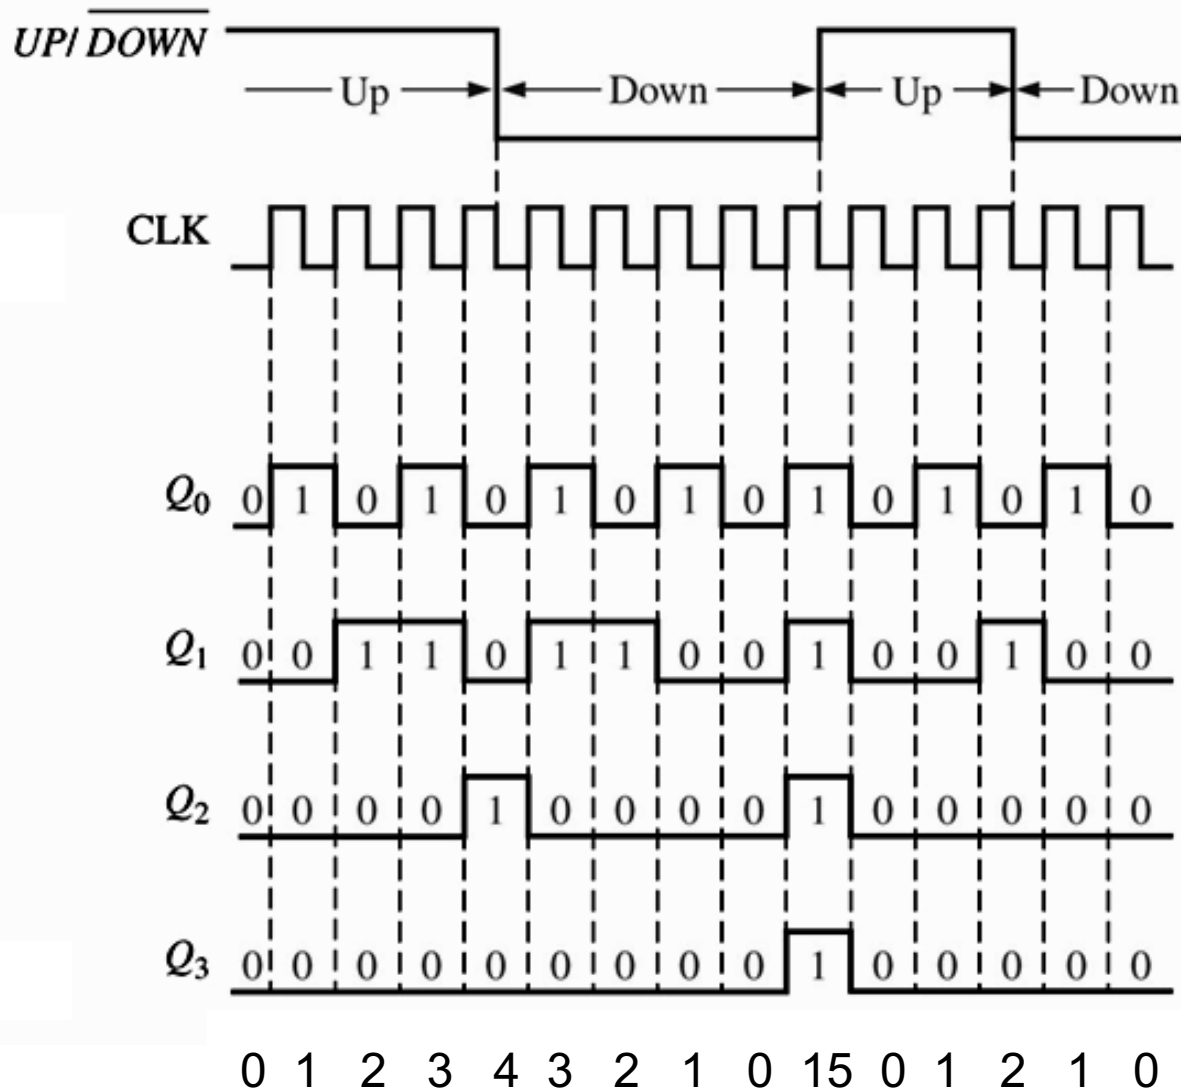 UP/ DOWN
Up Down Up Down
CLK
Q0 0 1 0 1 0 1 0 1 0 1 0 1 0 1 0
Q1 0 0 1 1 0 1 1 0 0 1 0 0 1 0 0
Q2 0 0 0 0 1 0 0 0 0 1 0 0 0 0 0
Q3 0 0 0 0 0 0 0 0 0 1 0 0 0 0 0
0 1 2 3 4 3 2 1 0 15 0 1 2 1 0